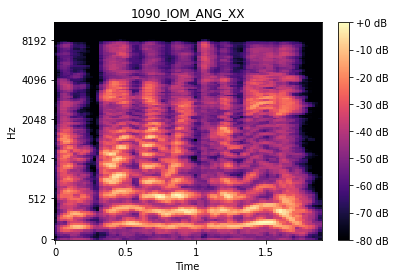 1090_IOM_ANG_XX
+0 dB
8192
-10 dB
4096
-20 dB
-30 dB
2048
Hz
-40 dB
1024
-50 dB
512
-60 dB
-70 dB
0
-80 dB
0 0.5 1 1.5
Time